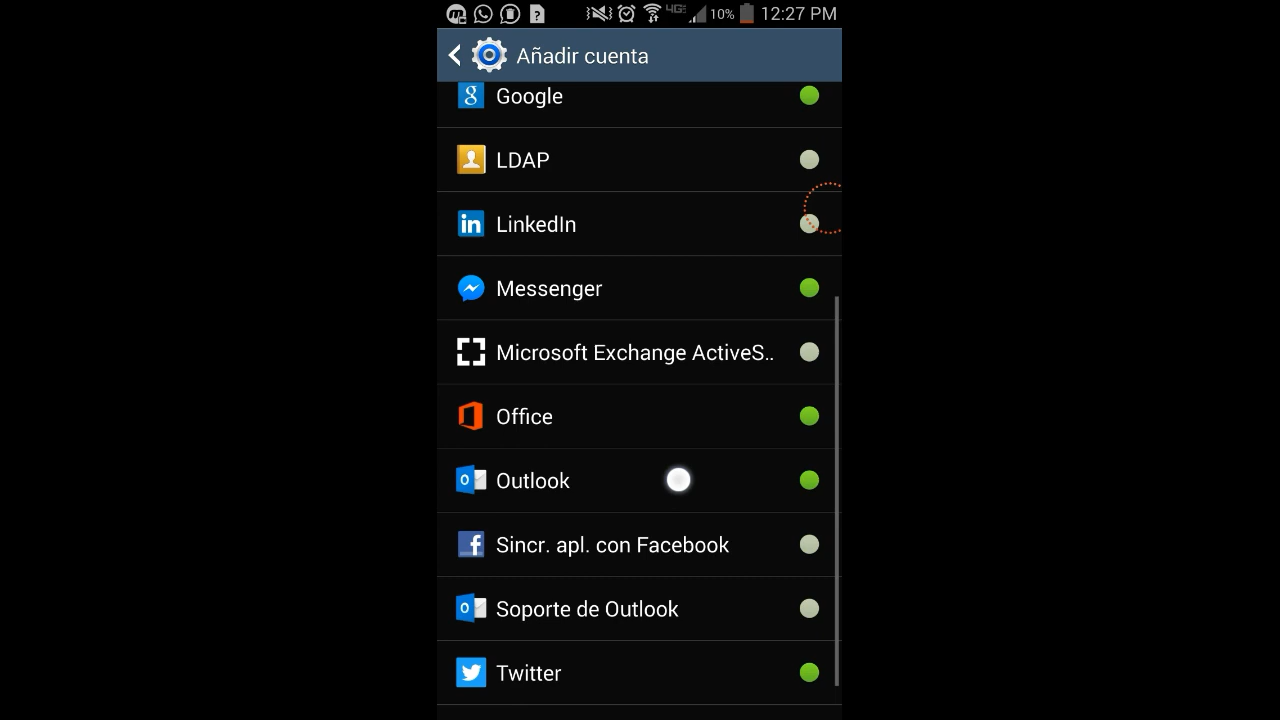 4G 10% 12:27 PM
Añadir cuenta
Google
LDAP
LinkedIn
Messenger
Microsoft Exchange ActiveS..
Office
Outlook
Sincr. apl. con Facebook
Soporte de Outlook
Twitter